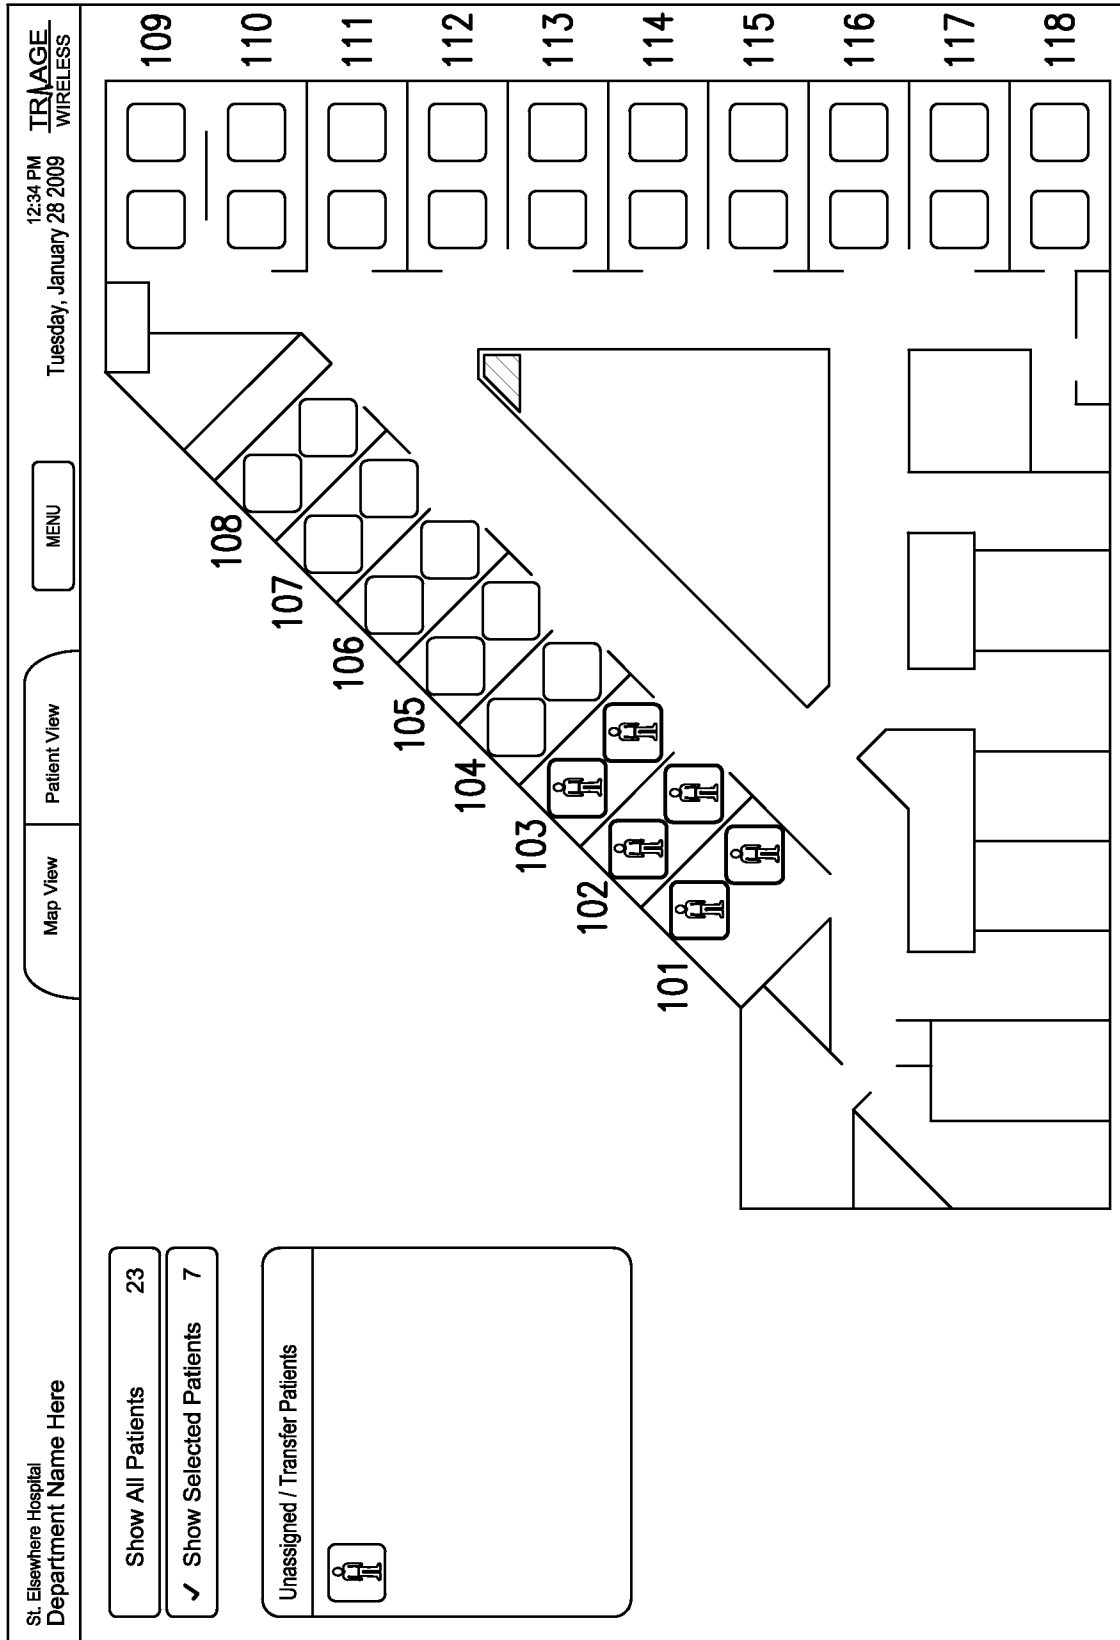 St. Elsewhere Hospital
Department Name Here
Map View
Patient View
MENU
12:34 PM
Tuesday, January 28 2009
TRIAGE
WIRELESS
Show All Patients 23
✓ Show Selected Patients 7
Unassigned / Transfer Patients
101
102
103
104
105
106
107
108
109
110
111
112
113
114
115
116
117
118